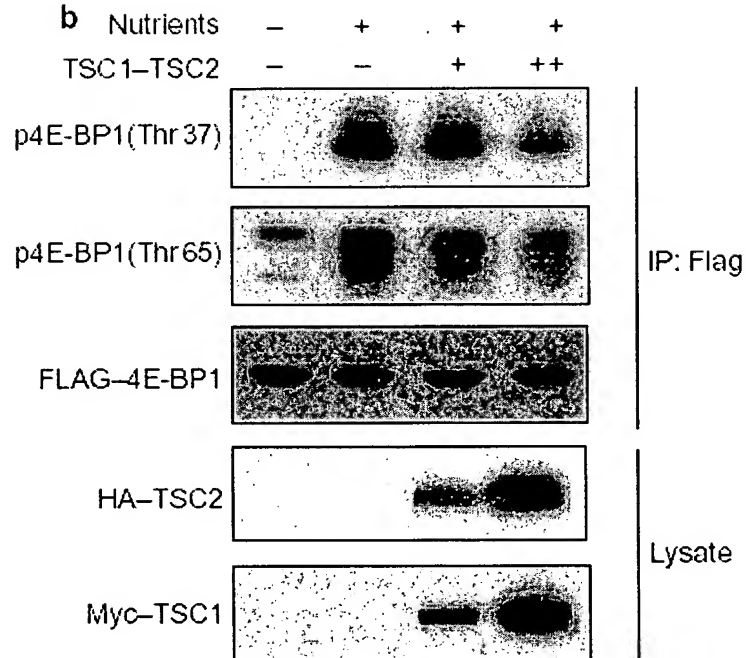 b Nutrients – + + +
TSC1–TSC2 – – + ++
p4E-BP1(Thr 37)
p4E-BP1(Thr 65)
IP: Flag
FLAG–4E-BP1
HA–TSC2
Lysate
Myc–TSC1